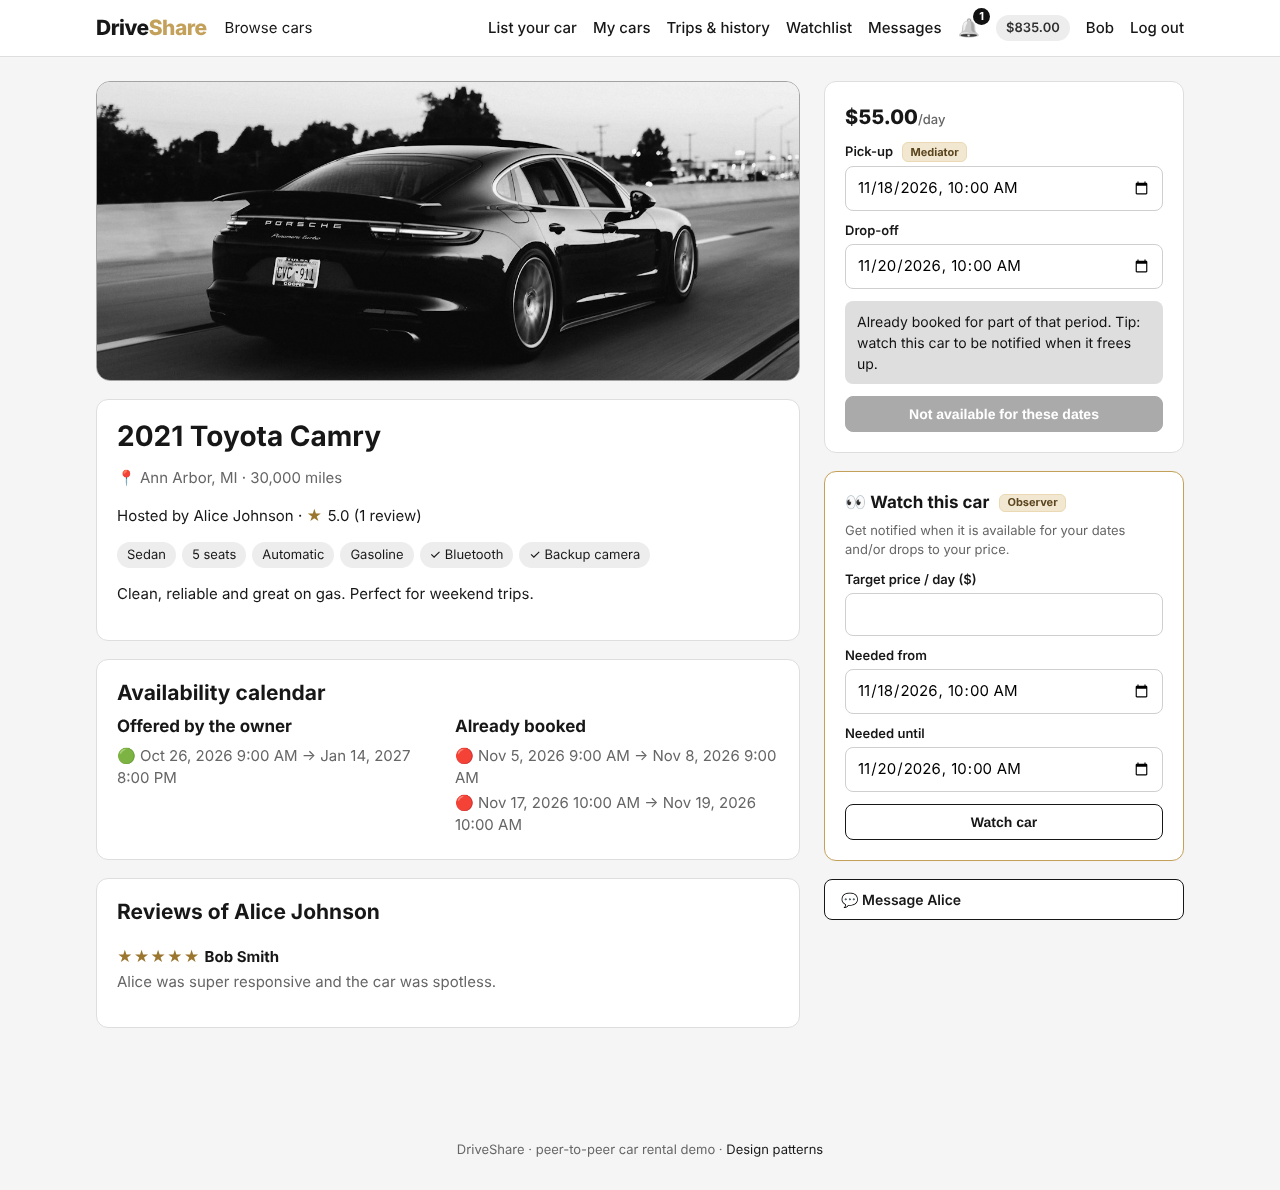 DriveShare Browse cars List your car My cars Trips & history Watchlist Messages 1 $835.00 Bob Log out
PORSCHE
Panamera turbo
CVC·911
COOPER
2021 Toyota Camry
Ann Arbor, MI · 30,000 miles
Hosted by Alice Johnson · ★ 5.0 (1 review)
Sedan 5 seats Automatic Gasoline ✓ Bluetooth ✓ Backup camera
Clean, reliable and great on gas. Perfect for weekend trips.
Availability calendar
Offered by the owner
Oct 26, 2026 9:00 AM → Jan 14, 2027
8:00 PM
Already booked
Nov 5, 2026 9:00 AM → Nov 8, 2026 9:00
AM
Nov 17, 2026 10:00 AM → Nov 19, 2026
10:00 AM
Reviews of Alice Johnson
★★★★★ Bob Smith
Alice was super responsive and the car was spotless.
$55.00/day
Pick-up Mediator
11/18/2026, 10:00 AM
Drop-off
11/20/2026, 10:00 AM
Already booked for part of that period. Tip:
watch this car to be notified when it frees
up.
Not available for these dates
👀 Watch this car Observer
Get notified when it is available for your dates
and/or drops to your price.
Target price / day ($)
Needed from
11/18/2026, 10:00 AM
Needed until
11/20/2026, 10:00 AM
Watch car
💬 Message Alice
DriveShare · peer-to-peer car rental demo · Design patterns